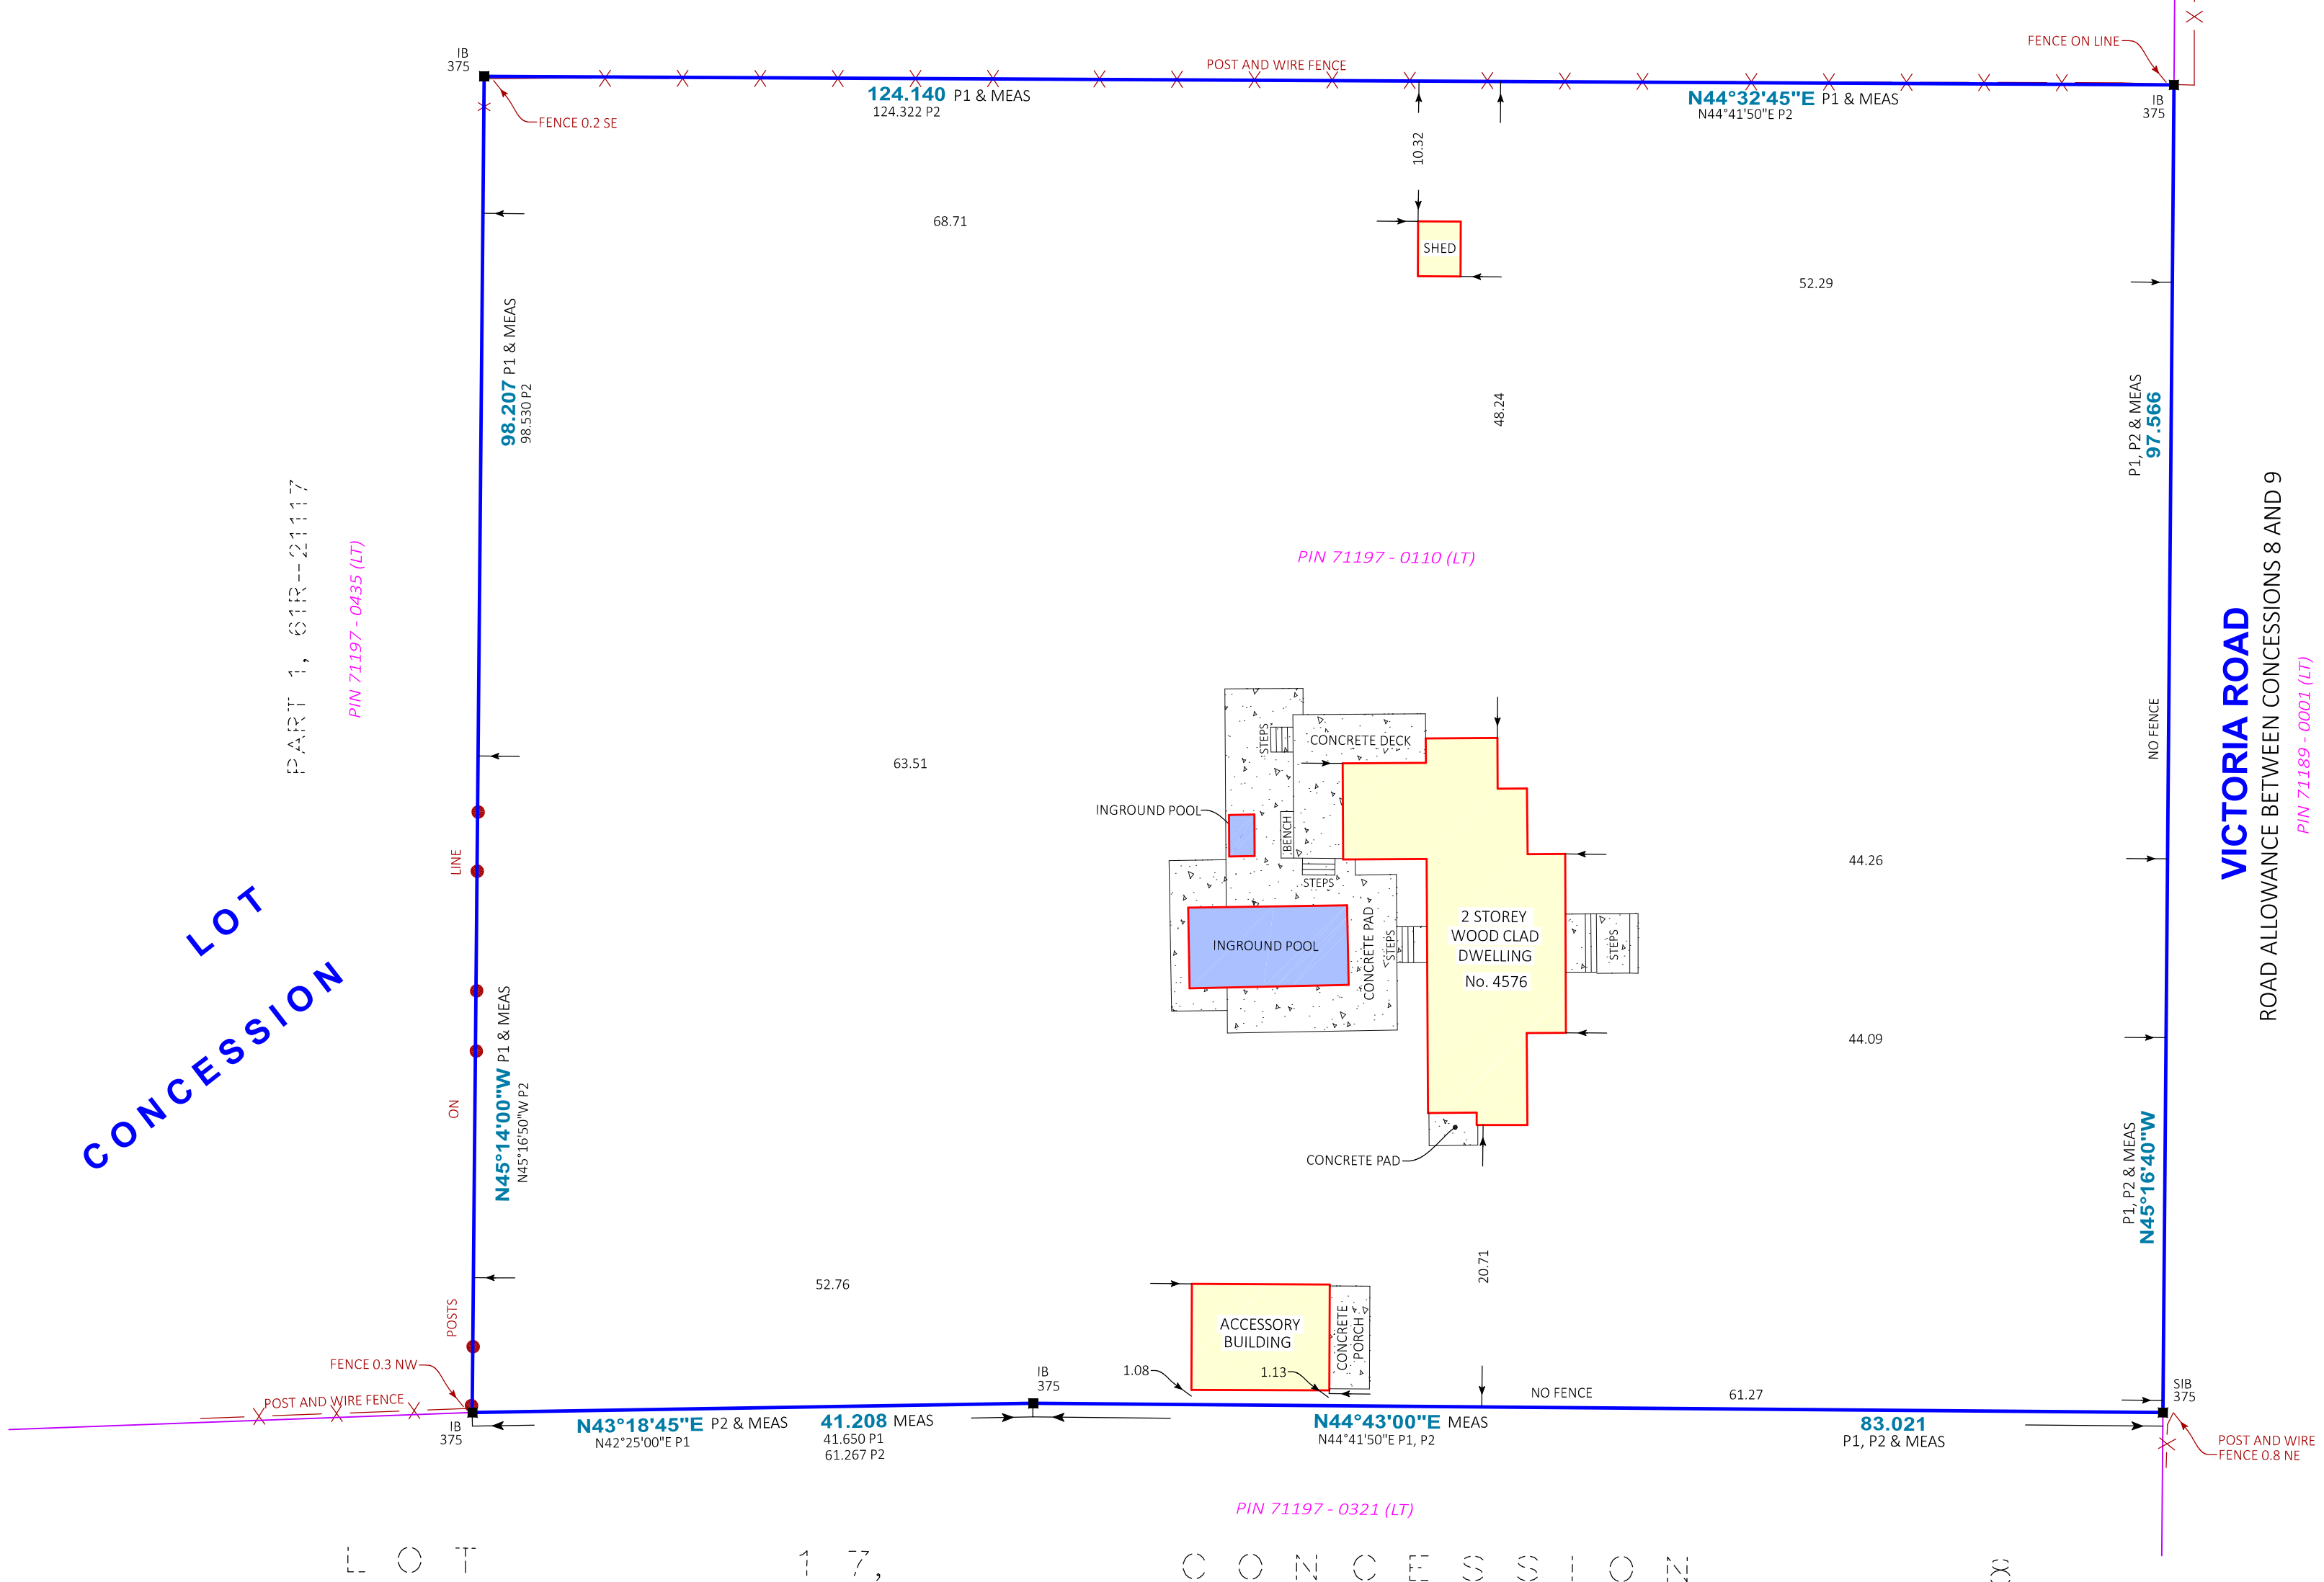 IB
375
POST AND WIRE FENCE
FENCE ON LINE
124.140 P1 & MEAS
124.322 P2
N44°32'45"E P1 & MEAS
N44°41'50"E P2
IB
375
FENCE 0.2 SE
10.32
68.71
SHED
52.29
98.207 P1 & MEAS
98.530 P2
48.24
P1, P2 & MEAS
97.566
PART 1, 61R-21117
PIN 71197 - 0435 (LT)
PIN 71197 - 0110 (LT)
VICTORIA ROAD
ROAD ALLOWANCE BETWEEN CONCESSIONS 8 AND 9
PIN 71189 - 0001 (LT)
NO FENCE
STEPS
CONCRETE DECK
63.51
INGROUND POOL
BENCH
STEPS
44.26
LINE
LOT
CONCESSION
INGROUND POOL
CONCRETE PAD
STEPS
2 STOREY
WOOD CLAD
DWELLING
No. 4576
STEPS
44.09
N45°14'00"W P1 & MEAS
N45°16'50"W P2
ON
CONCRETE PAD
P1, P2 & MEAS
N45°16'40"W
20.71
52.76
POSTS
ACCESSORY
BUILDING
CONCRETE
PORCH
FENCE 0.3 NW
1.08
1.13
IB
375
NO FENCE
61.27
SIB
375
POST AND WIRE FENCE
IB
375
N43°18'45"E P2 & MEAS
N42°25'00"E P1
41.208 MEAS
41.650 P1
61.267 P2
N44°43'00"E MEAS
N44°41'50"E P1, P2
83.021
P1, P2 & MEAS
POST AND WIRE
FENCE 0.8 NE
PIN 71197 - 0321 (LT)
LOT 17, CONCESSION 8